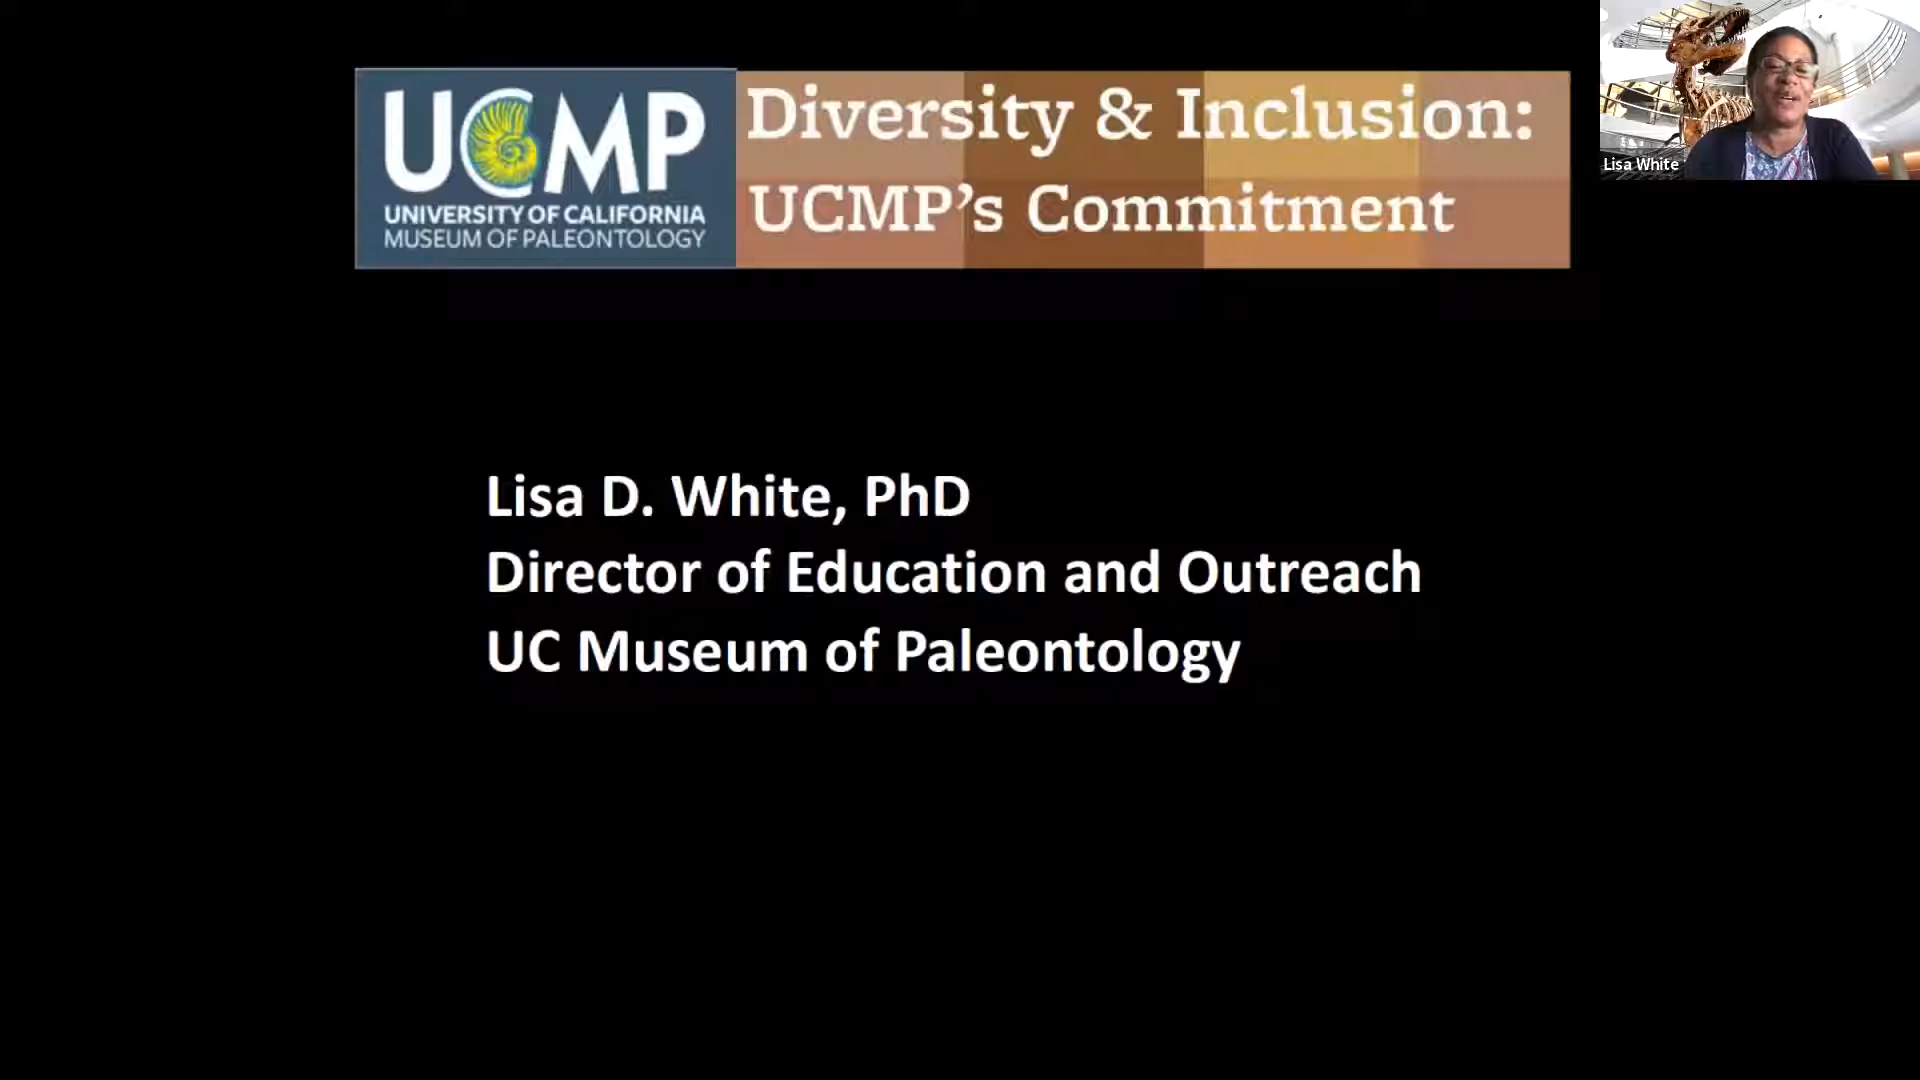 UCMP
UNIVERSITY OF CALIFORNIA
MUSEUM OF PALEONTOLOGY
Diversity & Inclusion:
UCMP’s Commitment
Lisa White
Lisa D. White, PhD
Director of Education and Outreach
UC Museum of Paleontology